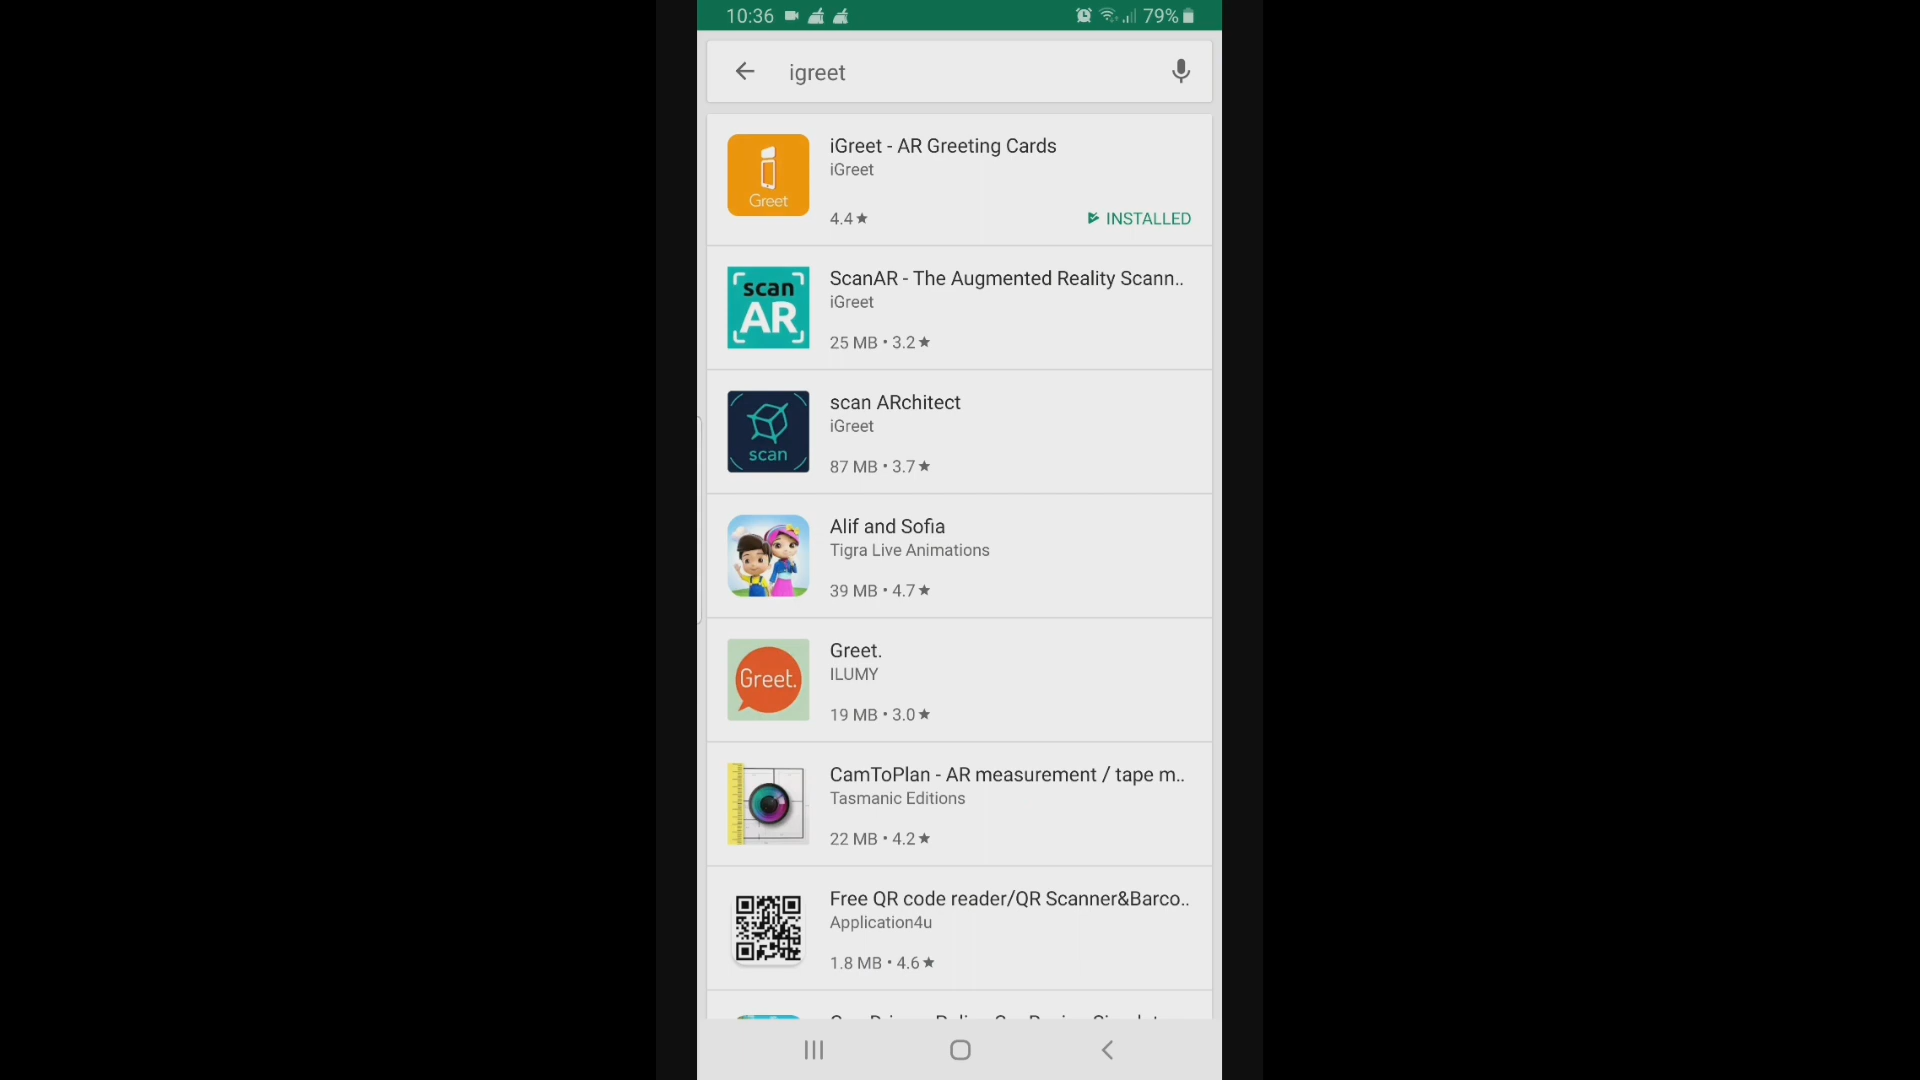 10:36
79%
igreet
iGreet - AR Greeting Cards
iGreet
Greet
4.4★
INSTALLED
scan
AR
ScanAR - The Augmented Reality Scann..
iGreet
25 MB • 3.2★
scan ARchitect
iGreet
scan
87 MB • 3.7★
Alif and Sofia
Tigra Live Animations
39 MB • 4.7★
Greet.
ILUMY
Greet.
19 MB • 3.0★
CamToPlan - AR measurement / tape m..
Tasmanic Editions
22 MB • 4.2★
Free QR code reader/QR Scanner&Barco..
Application4u
1.8 MB • 4.6★